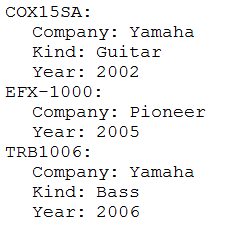 COX15SA:
Company: Yamaha
Kind: Guitar
Year: 2002
EFX-1000:
Company: Pioneer
Year: 2005
TRB1006:
Company: Yamaha
Kind: Bass
Year: 2006